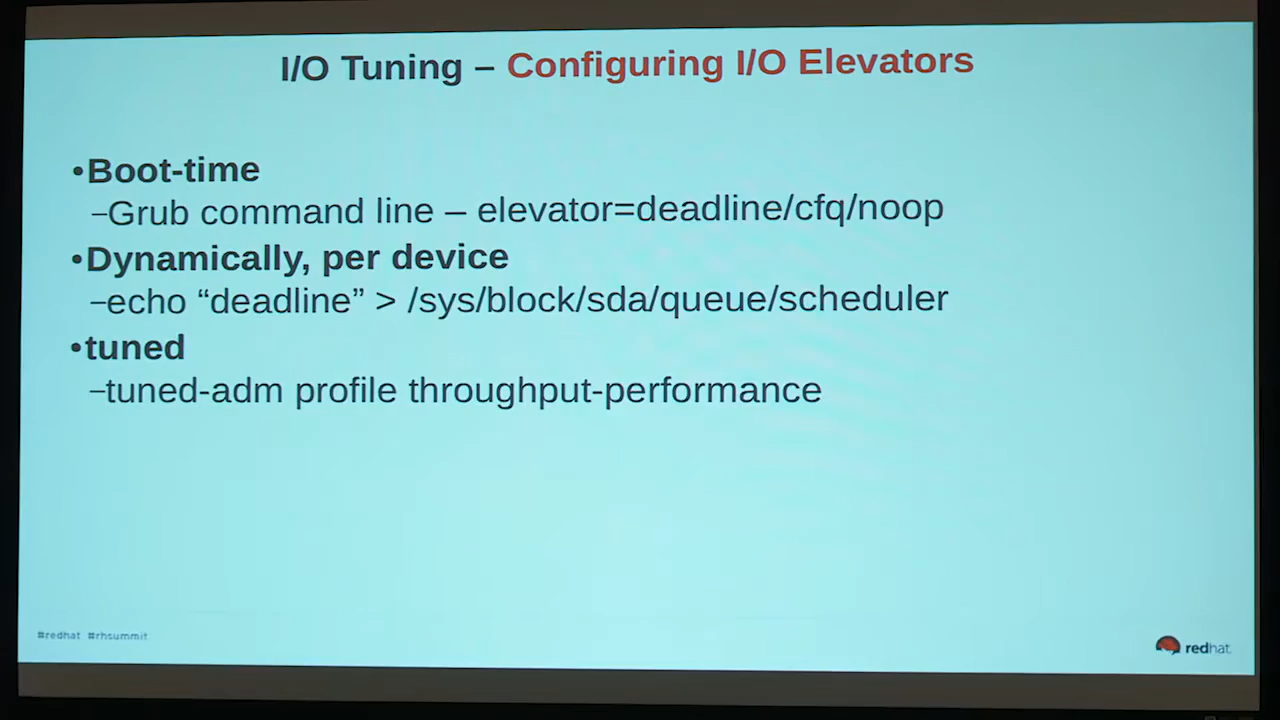 I/O Tuning – Configuring I/O Elevators
•Boot-time
–Grub command line – elevator=deadline/cfq/noop
•Dynamically, per device
–echo “deadline” > /sys/block/sda/queue/scheduler
•tuned
–tuned-adm profile throughput-performance
#redhat #rhsummit
redhat.